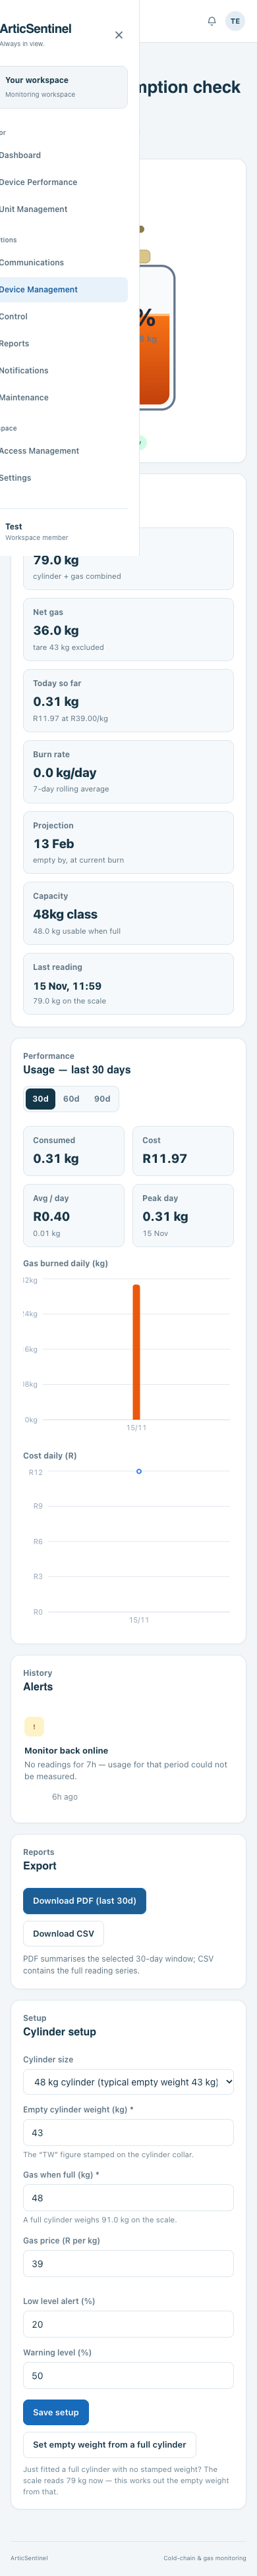 ArticSentinel
Always in view.
TE
Your workspace
Monitoring workspace
mption check
or
Dashboard
Device Performance
Unit Management
tions
Communications
Device Management
Control
Reports
Notifications
Maintenance
%
kg
space
Access Management
Settings
Test
Workspace member
79.0 kg
cylinder + gas combined
Net gas
36.0 kg
tare 43 kg excluded
Today so far
0.31 kg
R11.97 at R39.00/kg
Burn rate
0.0 kg/day
7-day rolling average
Projection
13 Feb
empty by, at current burn
Capacity
48kg class
48.0 kg usable when full
Last reading
15 Nov, 11:59
79.0 kg on the scale
Performance
Usage — last 30 days
30d 60d 90d
Consumed
0.31 kg
Cost
R11.97
Avg / day
R0.40
0.01 kg
Peak day
0.31 kg
15 Nov
Gas burned daily (kg)
2kg
4kg
6kg
8kg
0kg
15/11
Cost daily (R)
R12
R9
R6
R3
R0
15/11
History
Alerts
!
Monitor back online
No readings for 7h — usage for that period could not
be measured.
6h ago
Reports
Export
Download PDF (last 30d)
Download CSV
PDF summarises the selected 30-day window; CSV
contains the full reading series.
Setup
Cylinder setup
Cylinder size
48 kg cylinder (typical empty weight 43 kg)
Empty cylinder weight (kg) *
43
The "TW" figure stamped on the cylinder collar.
Gas when full (kg) *
48
A full cylinder weighs 91.0 kg on the scale.
Gas price (R per kg)
39
Low level alert (%)
20
Warning level (%)
50
Save setup
Set empty weight from a full cylinder
Just fitted a full cylinder with no stamped weight? The
scale reads 79 kg now — this works out the empty weight
from that.
ArticSentinel
Cold-chain & gas monitoring